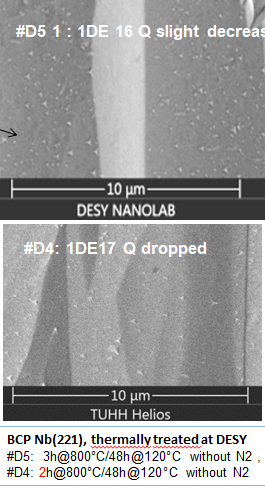 #D5 1 : 1DE 16 Q slight decreas
10 µm
DESY NANOLAB
#D4: 1DE17 Q dropped
10 µm
TUHH Helios
BCP Nb(221), thermally treated at DESY
#D5: 3h@800°C/48h@120°C without N2 ,
#D4: 2h@800°C/48h@120°C without N2